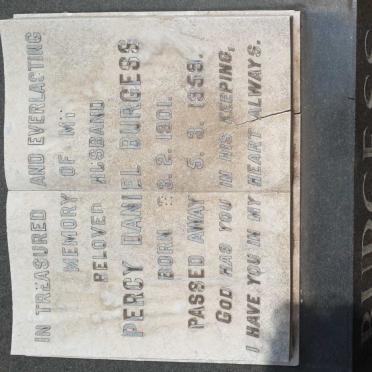 IN TREASURED AND EVERLASTING
MEMORY OF MY
BELOVED HUSBAND
PERCY DANIEL BURGESS
BORN 3. 2. 1901.
PASSED AWAY 5. 3. 1959.
GOD HAS YOU IN HIS KEEPING,
I HAVE YOU IN MY HEART ALWAYS.
BURGESS